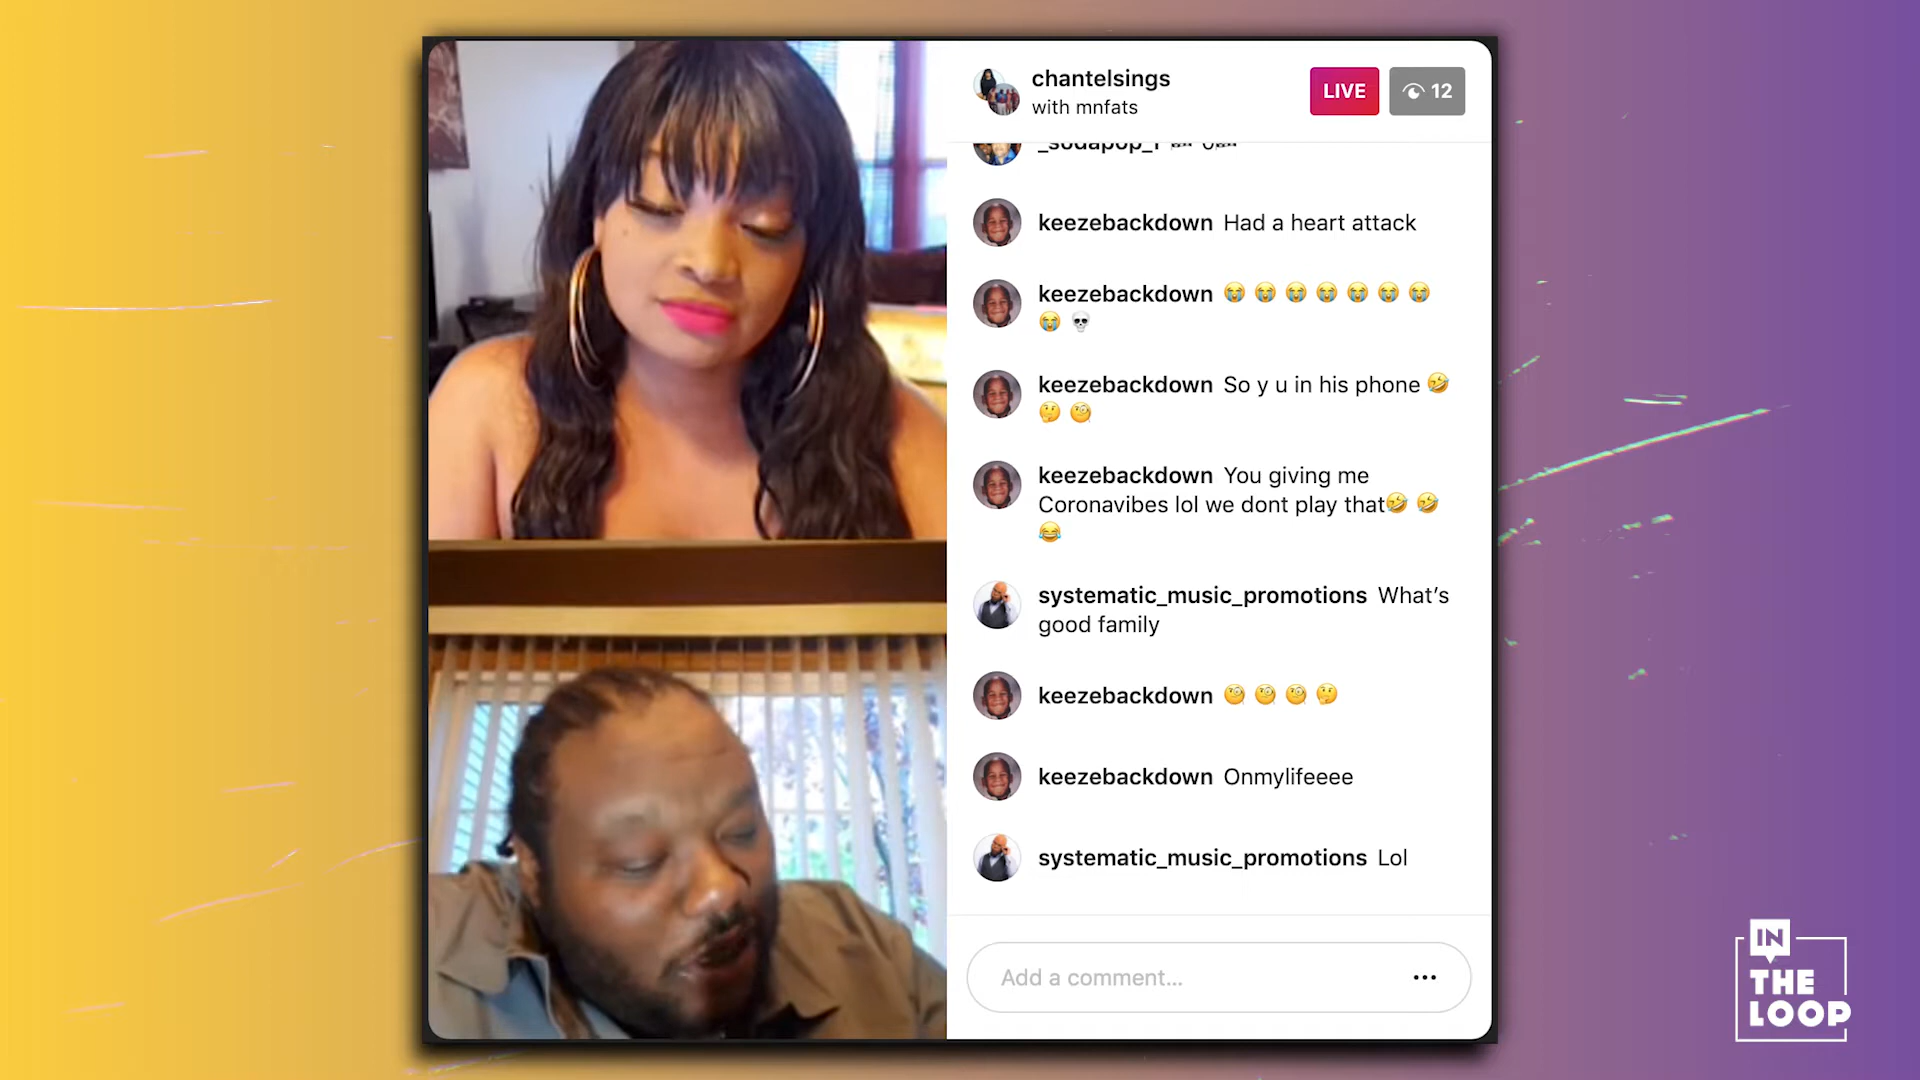 chantelsings
with mnfats
LIVE
12
keezebackdown Had a heart attack
keezebackdown 😭 😭 😭 😭 😭 😭 😭
😭 💀
keezebackdown So y u in his phone 🤣
🤔 🧐
keezebackdown You giving me
Coronavibes lol we dont play that🤣 🤣
😂
systematic_music_promotions What’s
good family
keezebackdown 🧐 🧐 🧐 🤔
keezebackdown Onmylifeeee
systematic_music_promotions Lol
Add a comment...
IN
THE
LOOP